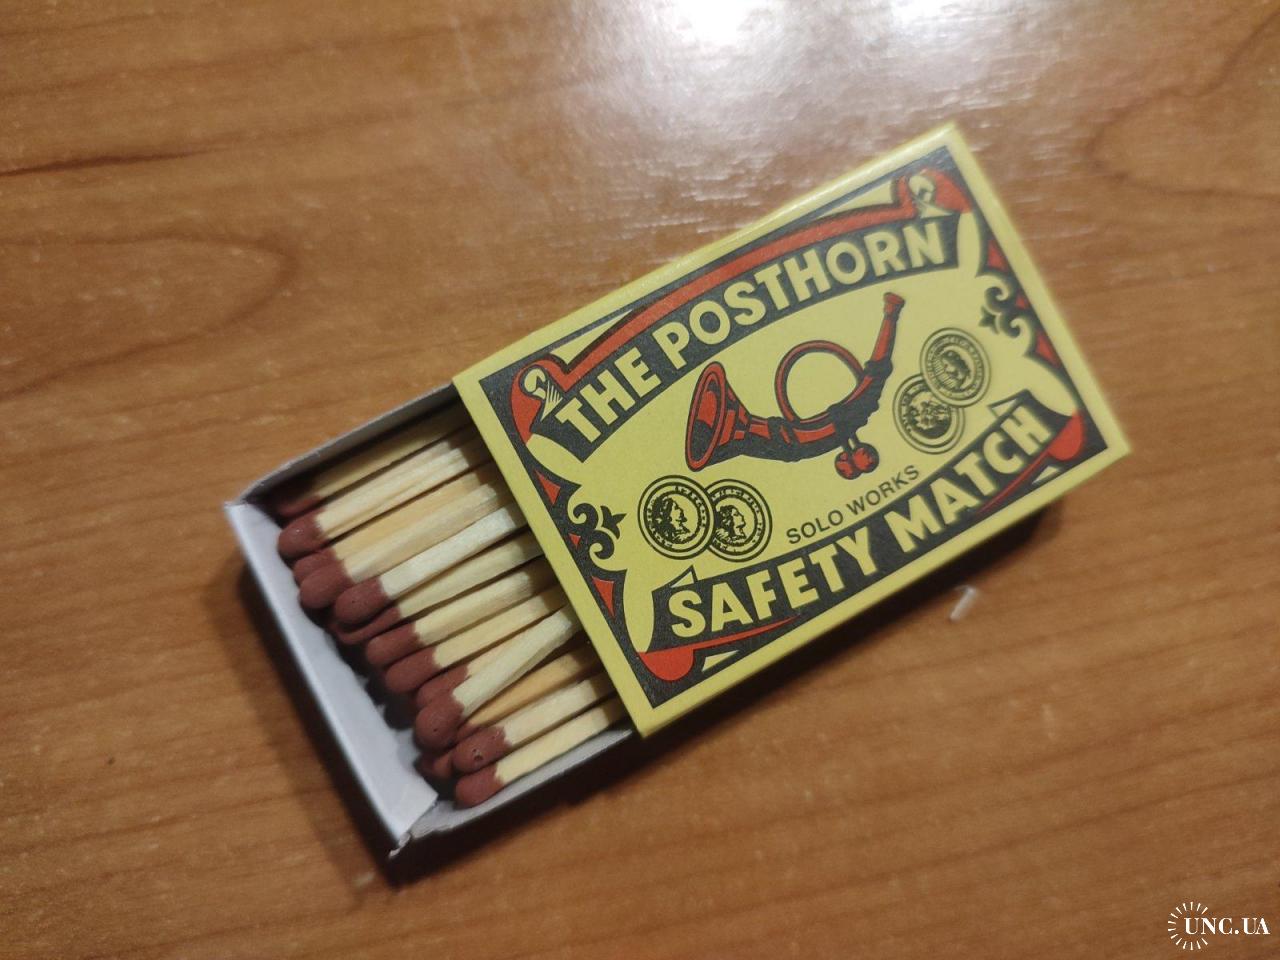 THE POSTHORN
SOLO WORKS
SAFETY MATCH
UNC.UA